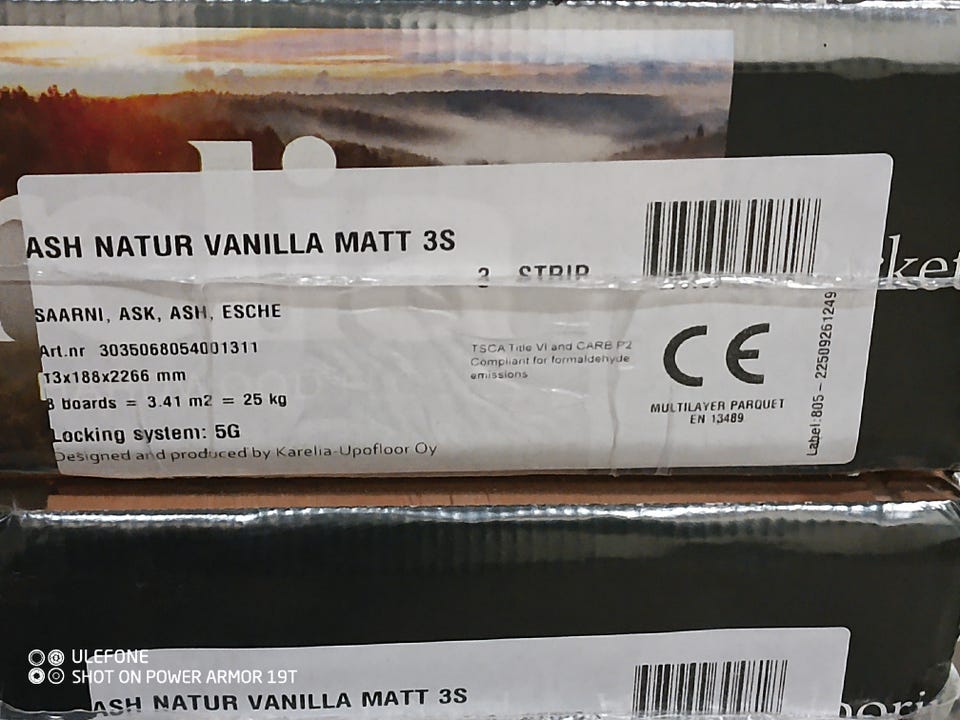 ASH NATUR VANILLA MATT 3S
3 STRIP
SAARNI, ASK, ASH, ESCHE
Art.nr 3035068054001311
13x188x2266 mm
8 boards = 3.41 m2 = 25 kg
Locking system: 5G
Designed and produced by Karelia-Upofloor Oy
TSCA Title VI and CARB P2
Compliant for formaldehyde
emissions
CE
MULTILAYER PARQUET
EN 13489
Label:805 - 22509261249
ASH NATUR VANILLA MATT 3S
ULEFONE
SHOT ON POWER ARMOR 19T